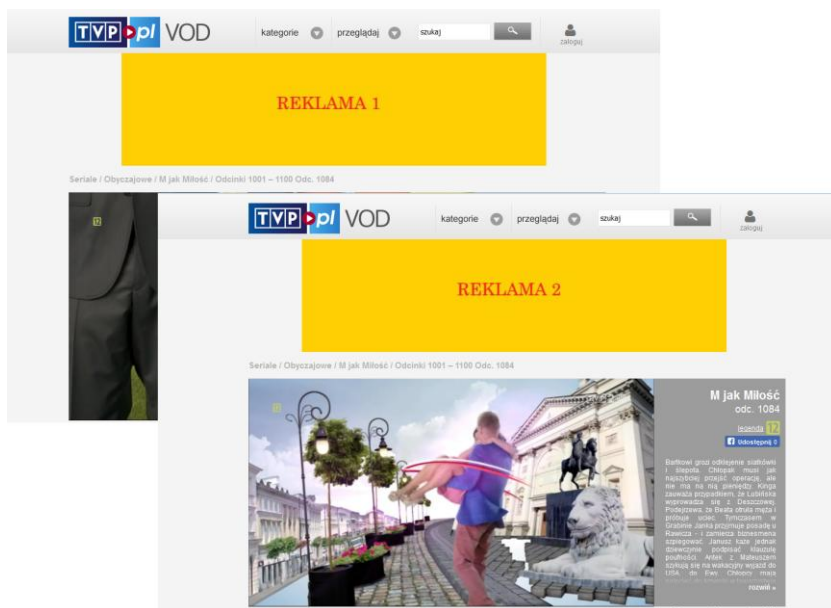 TVP.pl VOD
kategorie
przeglądaj
szukaj
zaloguj
REKLAMA 1
Seriale / Obyczajowe / M jak Miłość / Odcinki 1001 – 1100 Odc. 1084
12
TVP.pl VOD
kategorie
przeglądaj
szukaj
zaloguj
REKLAMA 2
Seriale / Obyczajowe / M jak Miłość / Odcinki 1001 – 1100 Odc. 1084
M jak Miłość
odc. 1084
legenda 12
Udostępnij 0
Bartkowi grozi odklejenie siatkówki
i ślepota. Chłopak musi jak
najszybciej przejść operację, ale
nie ma na nią pieniędzy. Kinga
zauważa przypadkiem, że Lubińska
wyprowadza się z Deszczowej.
Podejrzewa, że Beata otruła męża i
próbuje uciec. Tymczasem w
Grabinie Janka przyjmuje posadę u
Rawicza – i zamierza biznesmena
szpiegować. Janusz każe jednak
dziewczynie podpisać klauzulę
poufności. Antek z Mateuszem
szykują się na wakacyjny wyjazd do
USA, do Ewy. Chłopcy mają
rozwiń »